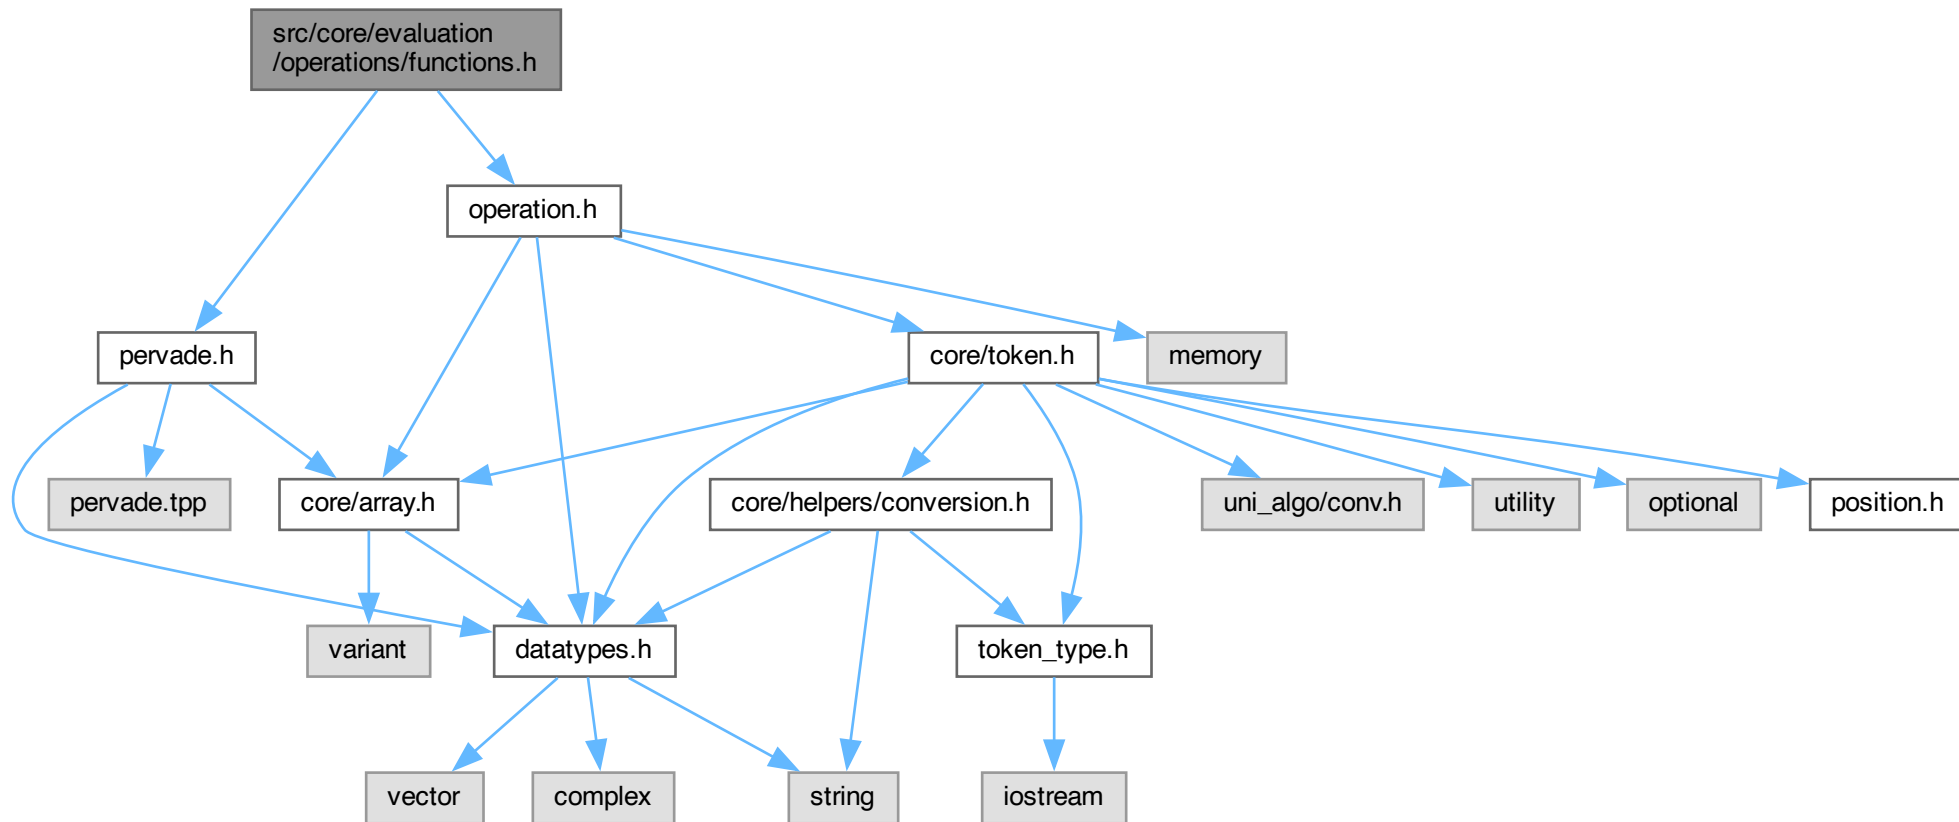 src/core/evaluation
/operations/functions.h
operation.h
pervade.h
core/token.h
memory
pervade.tpp
core/array.h
core/helpers/conversion.h
uni_algo/conv.h
utility
optional
position.h
variant
datatypes.h
token_type.h
vector
complex
string
iostream